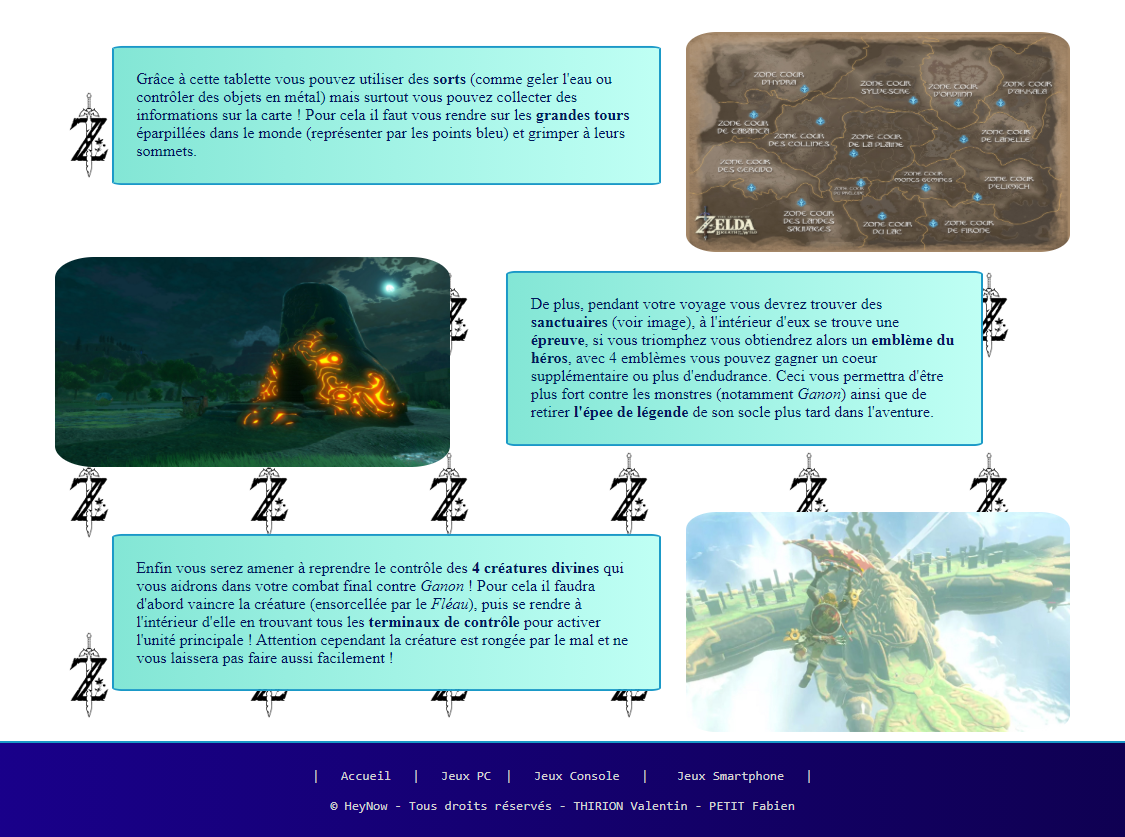 Grâce à cette tablette vous pouvez utiliser des sorts (comme geler l'eau ou
contrôler des objets en métal) mais surtout vous pouvez collecter des
informations sur la carte ! Pour cela il faut vous rendre sur les grandes tours
éparpillées dans le monde (représenter par les points bleu) et grimper à leurs
sommets.
ZONE TOUR
D'HYDRA
ZONE TOUR
SYLVESTRE
ZONE TOUR
D'ORDINN
ZONE TOUR
D'AKKALA
ZONE TOUR
DE TABANTA
ZONE TOUR
DES COLLINES
ZONE TOUR
DE LA PLAINE
ZONE TOUR
DE LANELLE
ZONE TOUR
DES GERUDO
ZONE TOUR
DU PRÉLUDE
ZONE TOUR
MONTS GÉMINÉS
ZONE TOUR
D'ELIMITH
ZONE TOUR
DES LANDES
SAUVAGES
ZONE TOUR
DU LAC
ZONE TOUR
DE FIRONE
ZELDA
De plus, pendant votre voyage vous devrez trouver des
sanctuaires (voir image), à l'intérieur d'eux se trouve une
épreuve, si vous triomphez vous obtiendrez alors un emblème du
héros, avec 4 emblèmes vous pouvez gagner un coeur
supplémentaire ou plus d'endudrance. Ceci vous permettra d'être
plus fort contre les monstres (notamment Ganon) ainsi que de
retirer l'épee de légende de son socle plus tard dans l'aventure.
Enfin vous serez amener à reprendre le contrôle des 4 créatures divines qui
vous aidrons dans votre combat final contre Ganon ! Pour cela il faudra
d'abord vaincre la créature (ensorcellée par le Fléau), puis se rendre à
l'intérieur d'elle en trouvant tous les terminaux de contrôle pour activer
l'unité principale ! Attention cependant la créature est rongée par le mal et ne
vous laissera pas faire aussi facilement !
| Accueil | Jeux PC | Jeux Console | Jeux Smartphone |
© HeyNow - Tous droits réservés - THIRION Valentin - PETIT Fabien